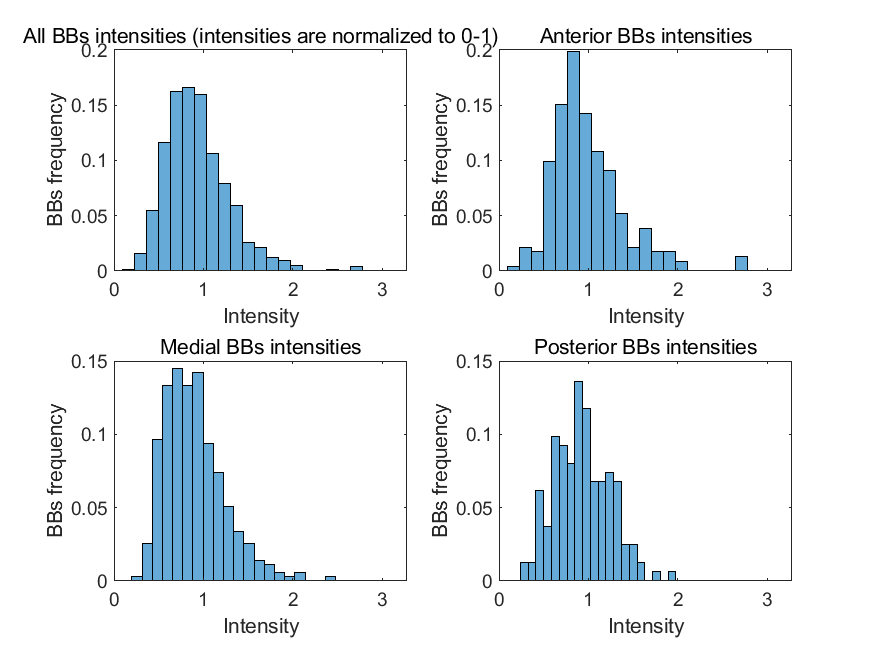 All BBs intensities (intensities are normalized to 0-1)
Anterior BBs intensities
0.2
0.15
0.1
0.05
0
BBs frequency
0 1 2 3
Intensity
0.2
0.15
0.1
0.05
0
BBs frequency
0 1 2 3
Intensity
Medial BBs intensities
Posterior BBs intensities
0.15
0.1
0.05
0
BBs frequency
0 1 2 3
Intensity
0.15
0.1
0.05
0
BBs frequency
0 1 2 3
Intensity